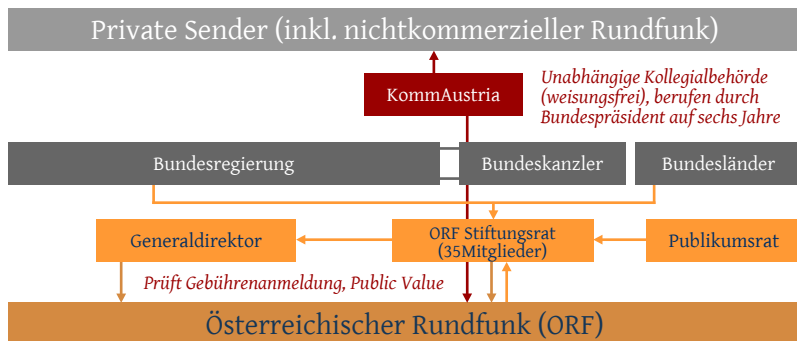 Private Sender (inkl. nichtkommerzieller Rundfunk)
KommAustria
Unabhängige Kollegialbehörde
(weisungsfrei), berufen durch
Bundespräsident auf sechs Jahre
Bundesregierung
Bundeskanzler
Bundesländer
Generaldirektor
ORF Stiftungsrat
(35Mitglieder)
Publikumsrat
Prüft Gebührenanmeldung, Public Value
Österreichischer Rundfunk (ORF)